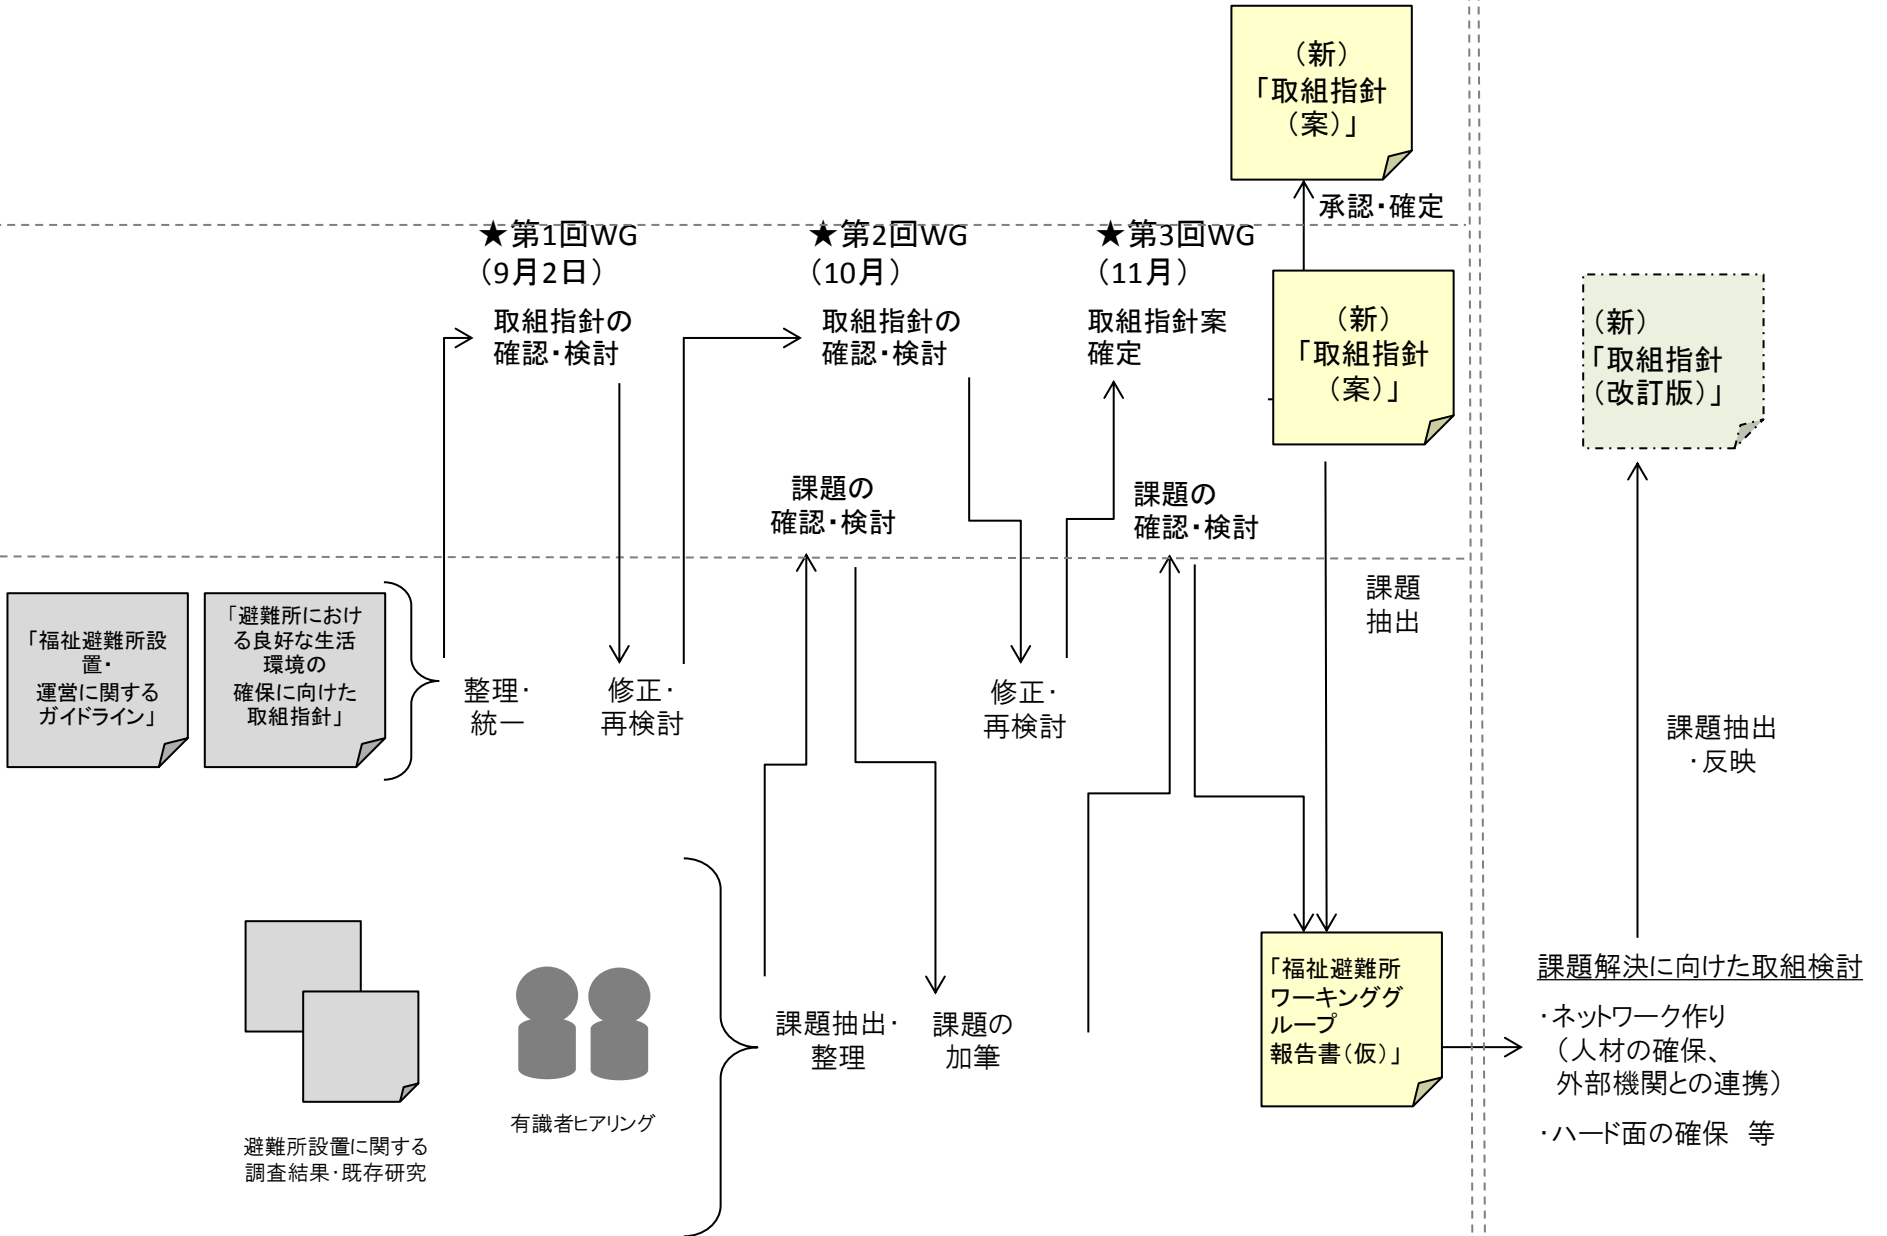 （新）
「取組指針
（案）」
承認・確定
★第1回WG
（9月2日）
取組指針の
確認・検討
★第2回WG
（10月）
取組指針の
確認・検討
★第3回WG
（11月）
取組指針案
確定
（新）
「取組指針
（案）」
（新）
「取組指針
（改訂版）」
課題の
確認・検討
課題の
確認・検討
課題
抽出
「福祉避難所設
置・
運営に関する
ガイドライン」
「避難所におけ
る良好な生活
環境の
確保に向けた
取組指針」
整理・
統一
修正・
再検討
修正・
再検討
課題抽出
・反映
避難所設置に関する
調査結果・既存研究
有識者ヒアリング
課題抽出・
整理
課題の
加筆
「福祉避難所
ワーキンググ
ループ
報告書（仮）」
課題解決に向けた取組検討
・ネットワーク作り
（人材の確保、
外部機関との連携）
・ハード面の確保　等